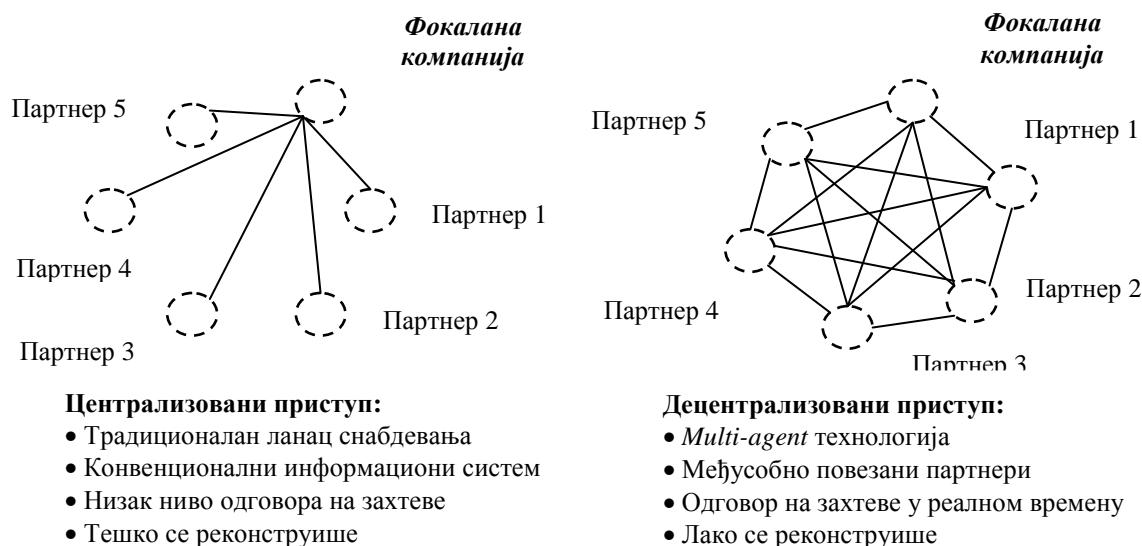 Фокалана
компанија
Партнер 5
Партнер 1
Партнер 4
Партнер 2
Партнер 3
Централизовани приступ:
• Традиционалан ланац снабдевања
• Конвенционални информациони систем
• Низак ниво одговора на захтеве
• Тешко се реконструише
Фокалана
компанија
Партнер 5
Партнер 1
Партнер 2
Партнер 4
Партнер 3
Децентрализовани приступ:
• Multi-agent технологија
• Међусобно повезани партнери
• Одговор на захтеве у реалном времену
• Лако се реконструише